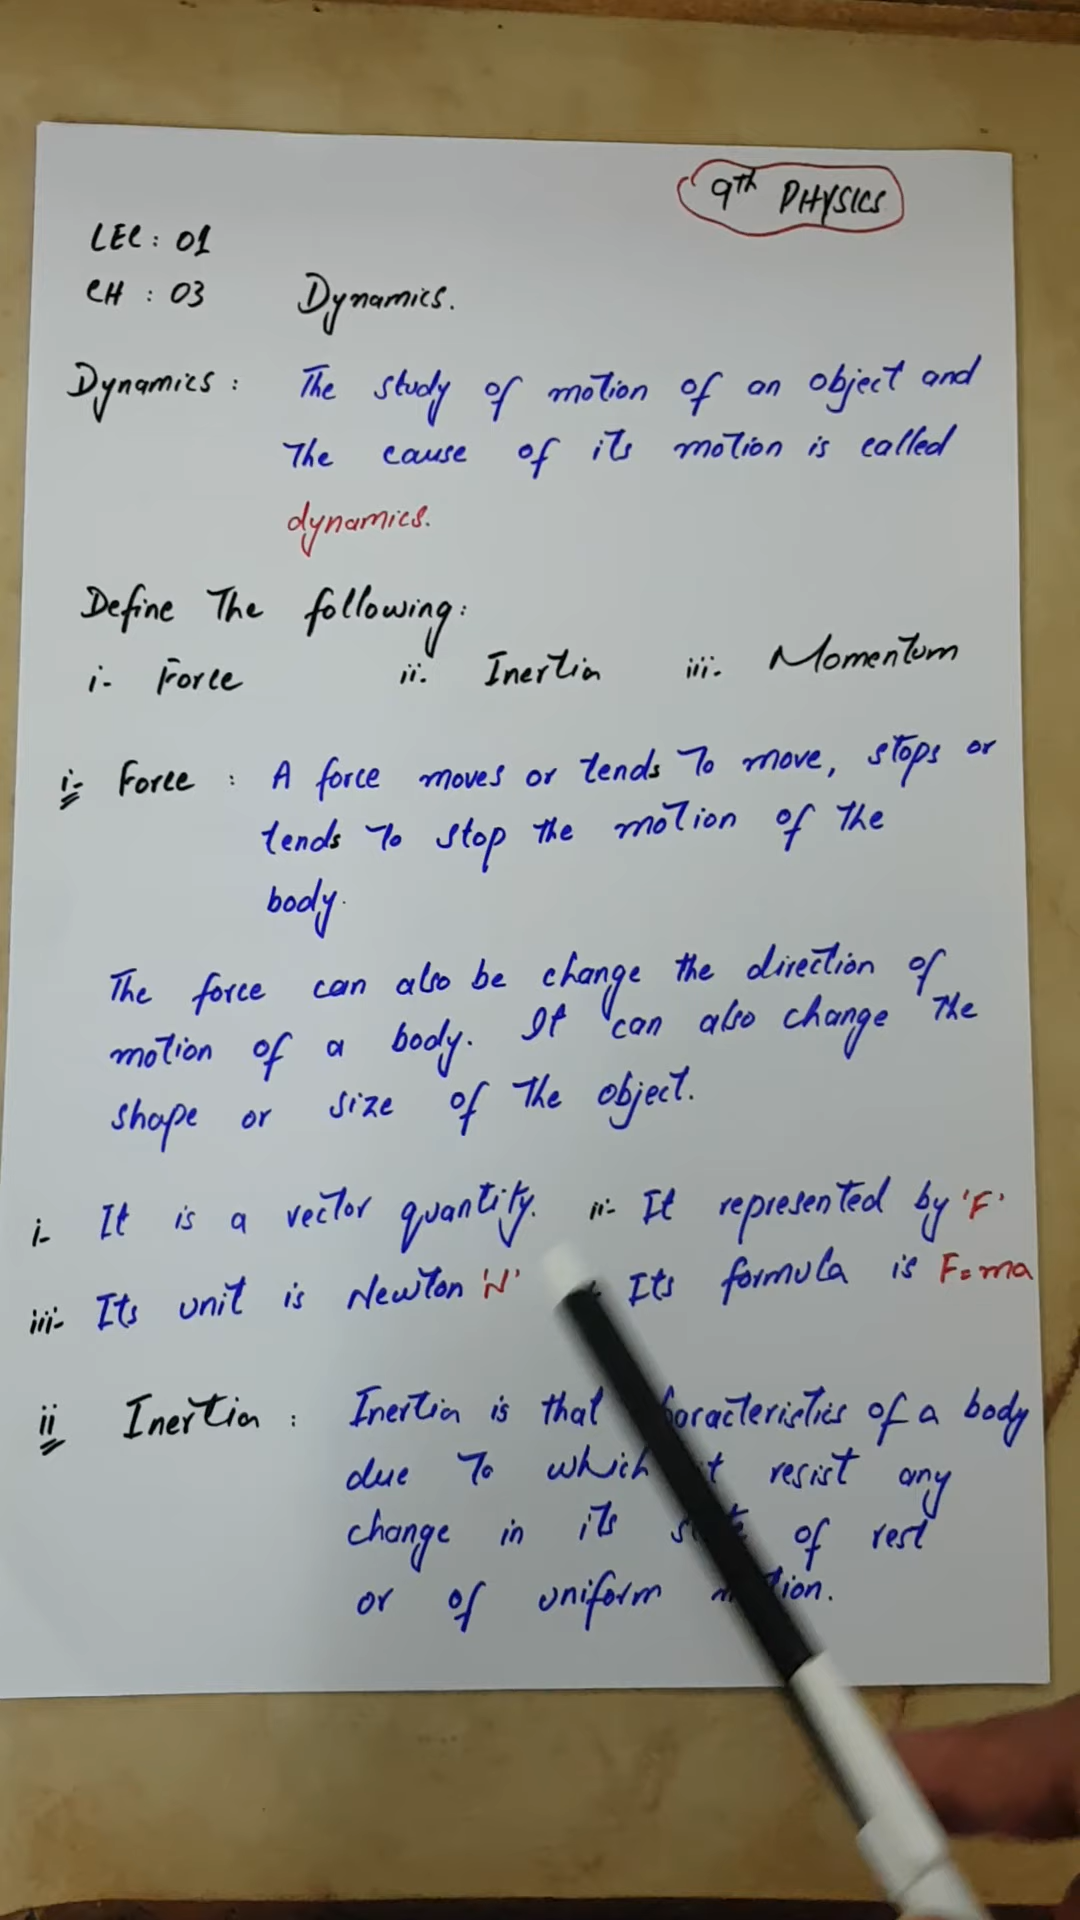 9th PHYSICS
LEC: 01
CH : 03 Dynamics.
Dynamics : The study of motion of an object and
The cause of its motion is called
dynamics.
Define The following:
i- Force ii. Inertia iii. Momentum
i- Force : A force moves or tends To move, stops or
tends To stop the motion of The
body.
The force can also be change the direction of
motion of a body. It can also change The
shape or size of The object.
i- It is a vector quantity. ii- It represented by 'F'
iii- Its unit is Newton 'N' Its formula is F=ma
ii Inertia : Inertia is that of a body
due To which resist any
change in its of rest
or of uniform